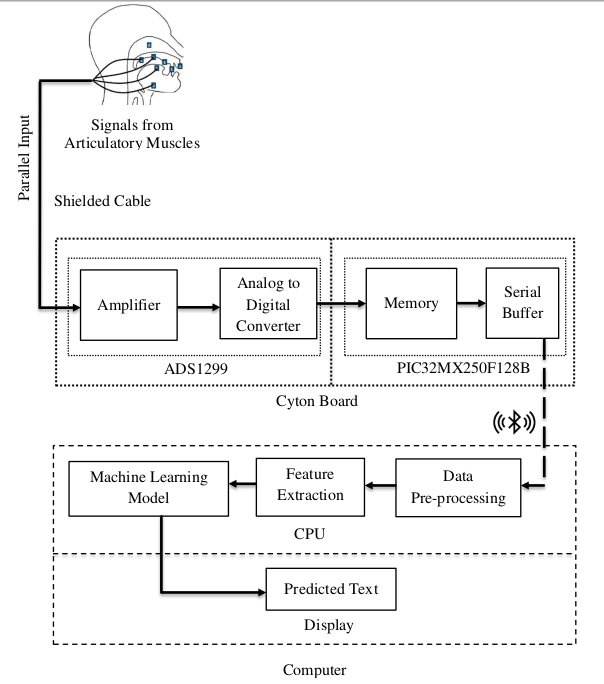 Signals from
Articulatory Muscles
Parallel Input
Shielded Cable
Amplifier
Analog to
Digital
Converter
Memory
Serial
Buffer
ADS1299
PIC32MX250F128B
Cyton Board
Machine Learning
Model
Feature
Extraction
Data
Pre-processing
CPU
Predicted Text
Display
Computer